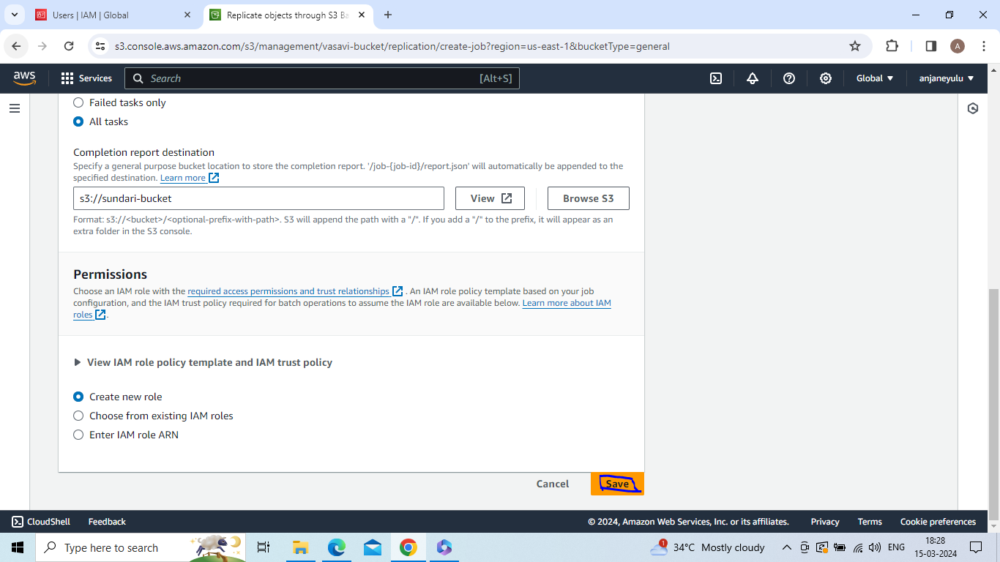 Users | IAM | Global
Replicate objects through S3 Ba
s3.console.aws.amazon.com/s3/management/vasavi-bucket/replication/create-job?region=us-east-1&bucketType=general
A
aws
Services
Search
[Alt+S]
Global
anjaneyulu
Failed tasks only
All tasks
Completion report destination
Specify a general purpose bucket location to store the completion report. '/job-{job-id}/report.json' will automatically be appended to the
specified destination. Learn more
s3://sundari-bucket
View
Browse S3
Format: s3://<bucket>/<optional-prefix-with-path>. S3 will append the path with a "/". If you add a "/" to the prefix, it will appear as an
extra folder in the S3 console.
Permissions
Choose an IAM role with the required access permissions and trust relationships . An IAM role policy template based on your job
configuration, and the IAM trust policy required for batch operations to assume the IAM role are available below. Learn more about IAM
roles .
View IAM role policy template and IAM trust policy
Create new role
Choose from existing IAM roles
Enter IAM role ARN
Cancel
Save
CloudShell
Feedback
© 2024, Amazon Web Services, Inc. or its affiliates.
Privacy
Terms
Cookie preferences
Type here to search
1
34°C Mostly cloudy
ENG
18:28
15-03-2024